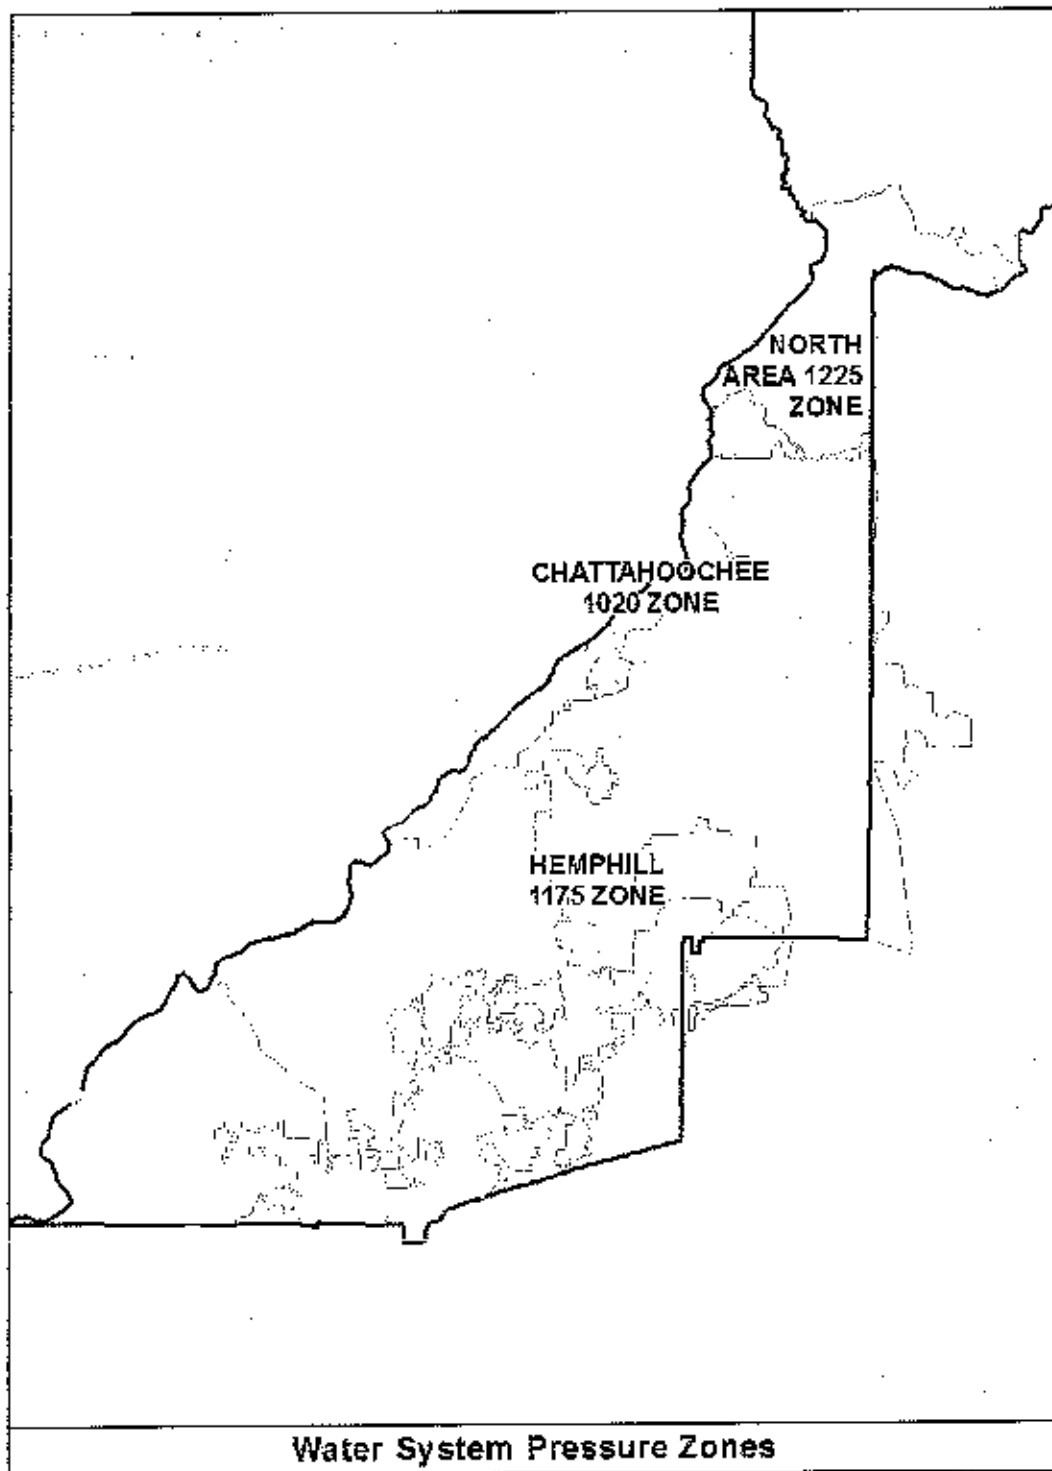 NORTH
AREA 1225
ZONE
CHATTAHOOCHEE
1020 ZONE
HEMPHILL
1175 ZONE
Water System Pressure Zones